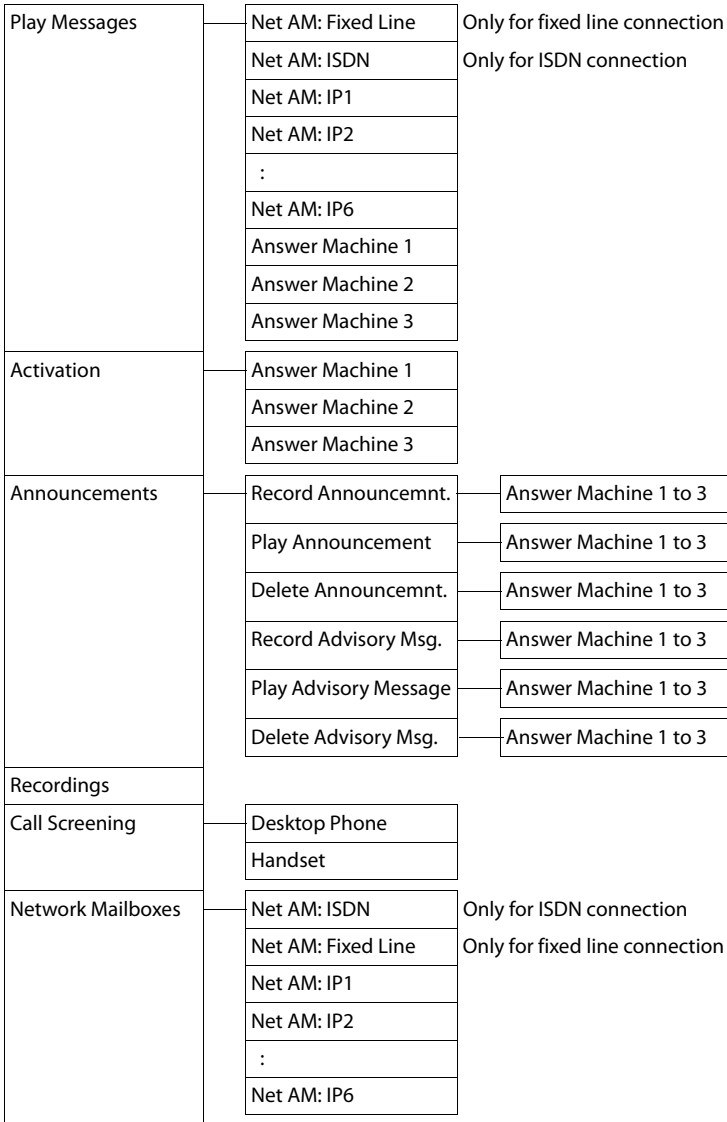 Play Messages Net AM: Fixed Line Only for fixed line connection
Net AM: ISDN Only for ISDN connection
Net AM: IP1
Net AM: IP2
:
Net AM: IP6
Answer Machine 1
Answer Machine 2
Answer Machine 3
Activation Answer Machine 1
Answer Machine 2
Answer Machine 3
Announcements Record Announcemnt. Answer Machine 1 to 3
Play Announcement Answer Machine 1 to 3
Delete Announcemnt. Answer Machine 1 to 3
Record Advisory Msg. Answer Machine 1 to 3
Play Advisory Message Answer Machine 1 to 3
Delete Advisory Msg. Answer Machine 1 to 3
Recordings
Call Screening Desktop Phone
Handset
Network Mailboxes Net AM: ISDN Only for ISDN connection
Net AM: Fixed Line Only for fixed line connection
Net AM: IP1
Net AM: IP2
:
Net AM: IP6